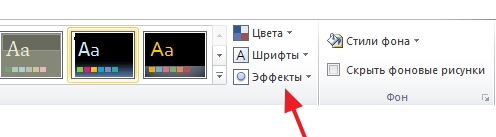 Aa Aa Aa
Цвета
Шрифты
Эффекты
Стили фона
Скрыть фоновые рисунки
Фон